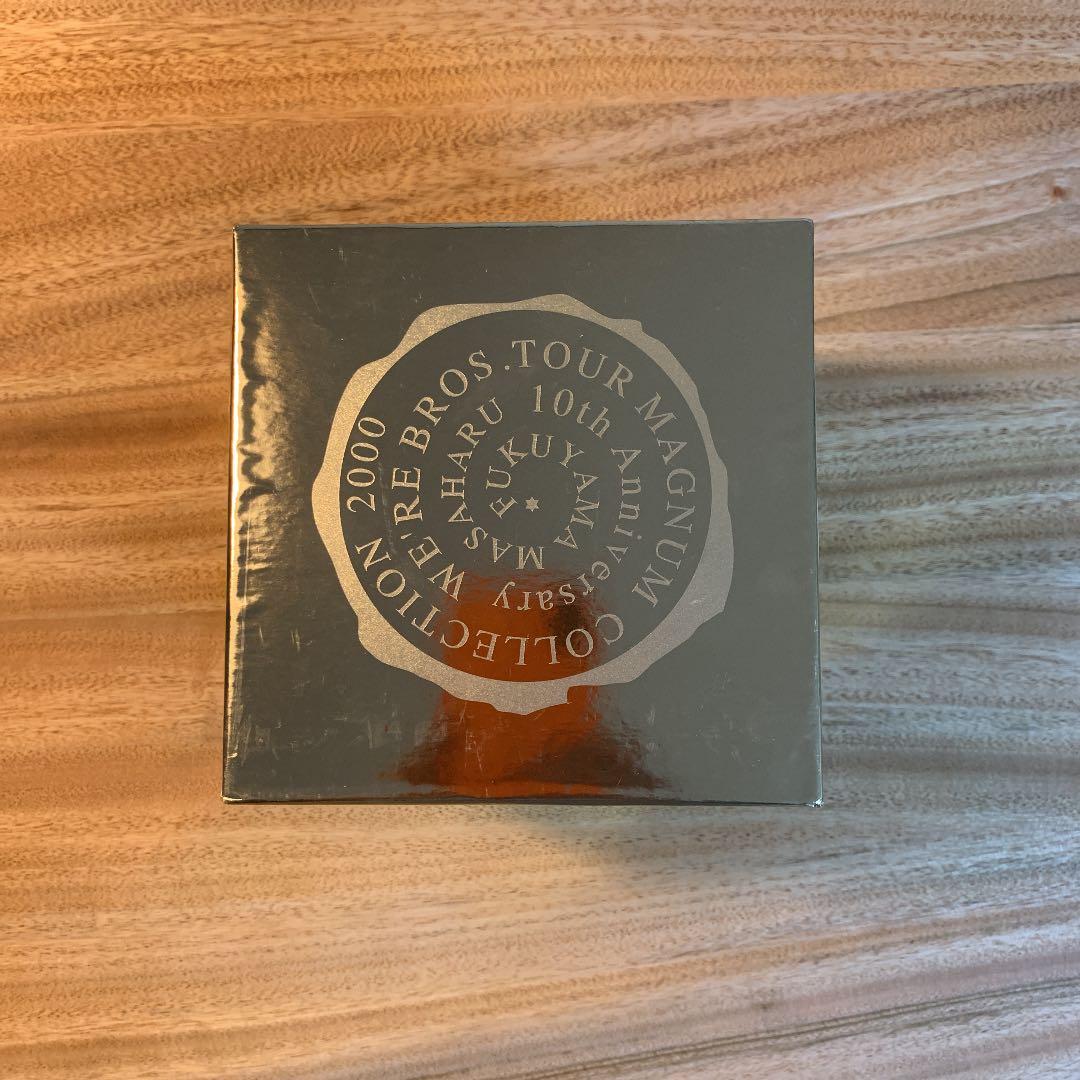 FUKUYAMA MASAHARU 10th Anniversary WE'RE BROS. TOUR MAGNUM COLLECTION 2000